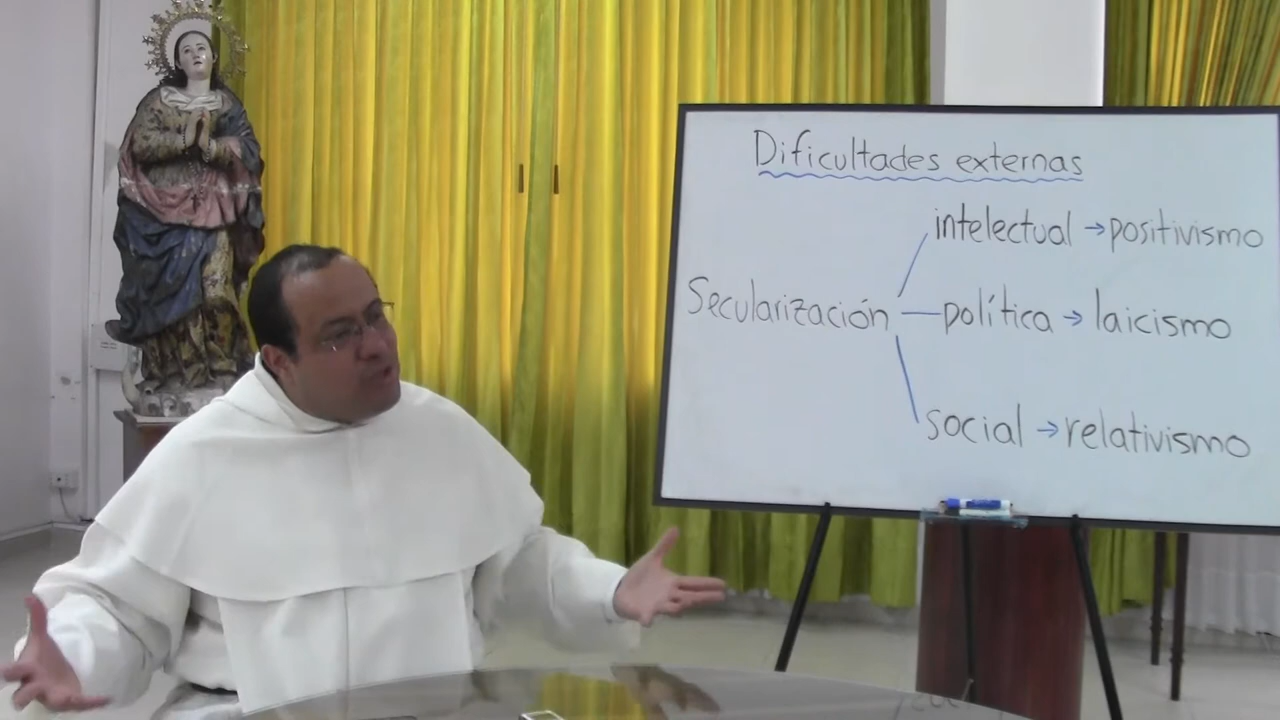 Dificultades externas
intelectual → positivismo
Secularización política → laicismo
social → relativismo